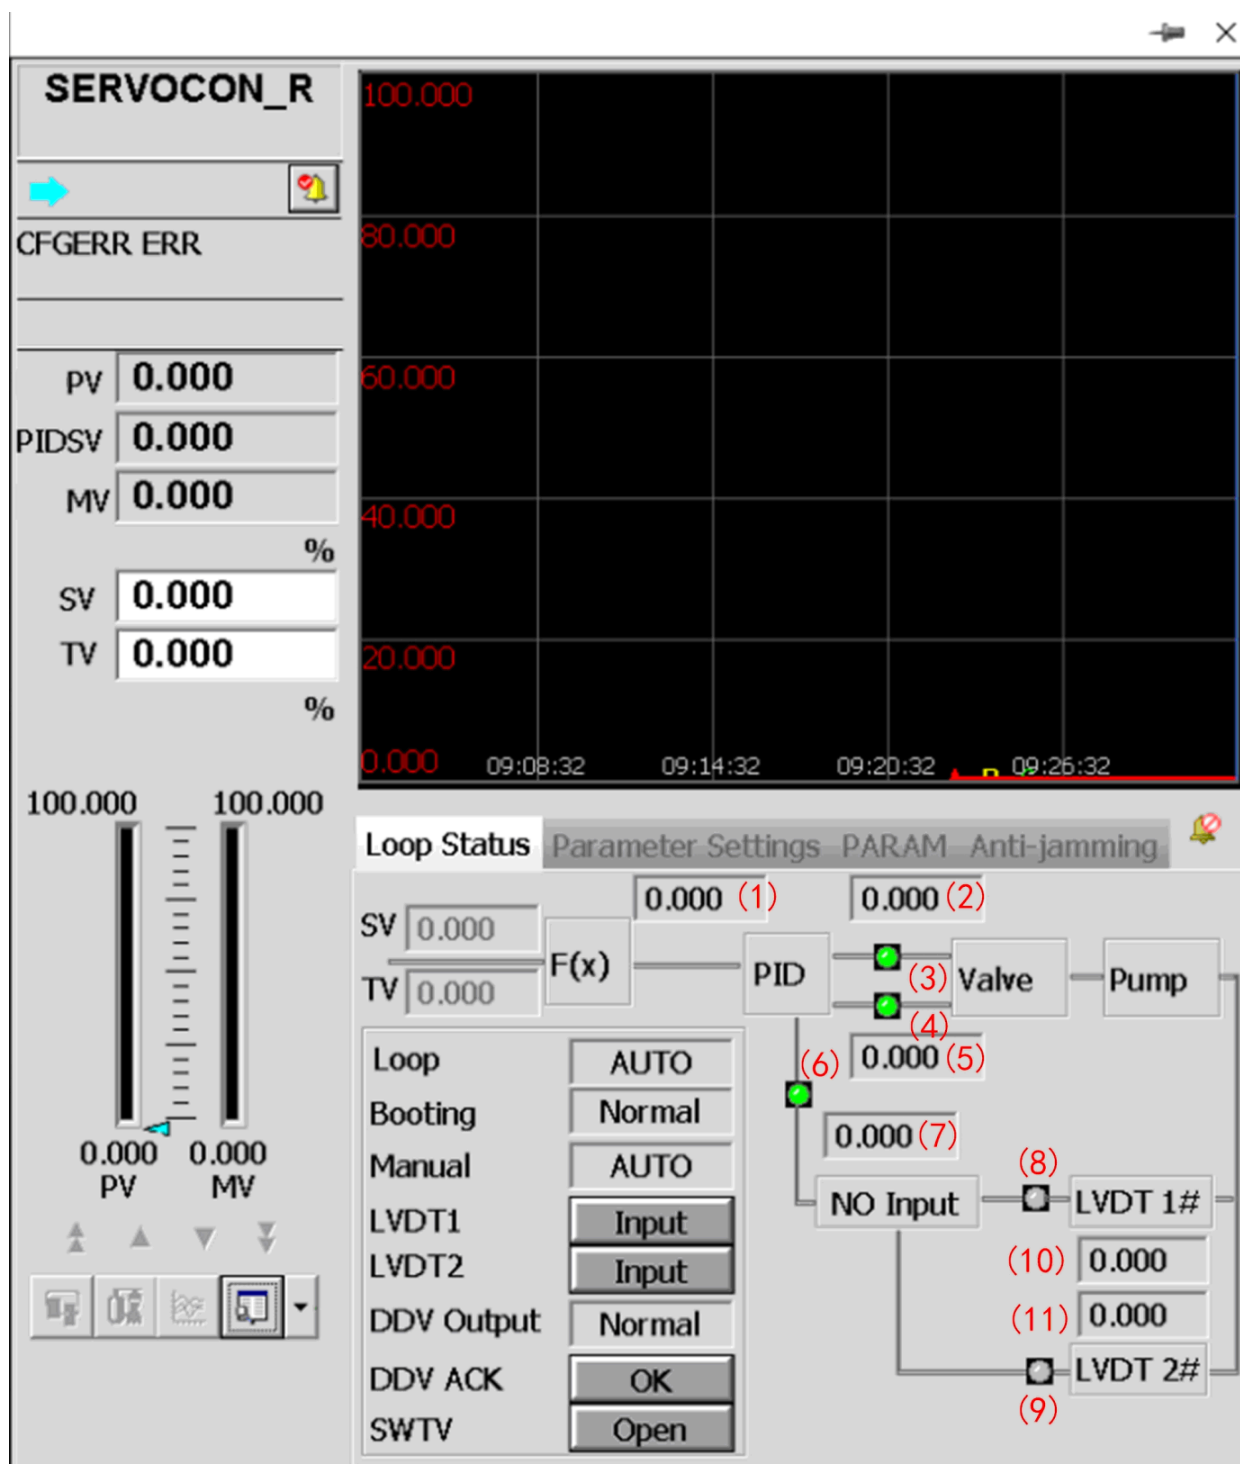 SERVOCON_R
CFGERR ERR
PV 0.000
PIDSV 0.000
MV 0.000
%
SV 0.000
TV 0.000
%
100.000 100.000
0.000 0.000
PV MV
100.000
80.000
60.000
40.000
20.000
0.000 09:08:32 09:14:32 09:20:32 09:26:32
Loop Status Parameter Settings PARAM Anti-jamming
0.000 (1) 0.000 (2)
SV 0.000
F(x) PID (3) Valve Pump
TV 0.000
(4)
(6) 0.000 (5)
0.000 (7)
(8)
NO Input LVDT 1#
(10) 0.000
(11) 0.000
LVDT 2#
(9)
Loop AUTO
Booting Normal
Manual AUTO
LVDT1 Input
LVDT2 Input
DDV Output Normal
DDV ACK OK
SWTV Open